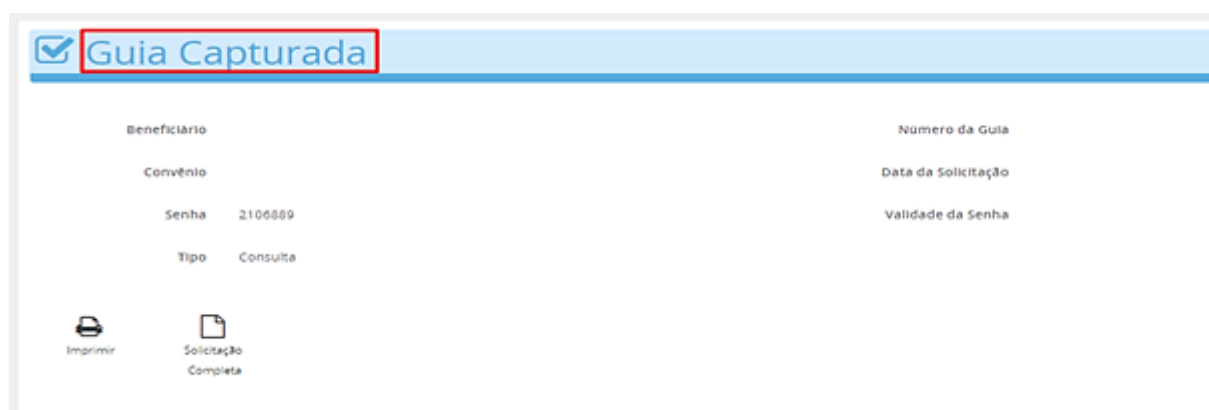 Guia Capturada
Beneficiário
Número da Guia
Convênio
Data da Solicitação
Senha 2106889
Validade da Senha
Tipo Consulta
Imprimir
Solicitação
Completa